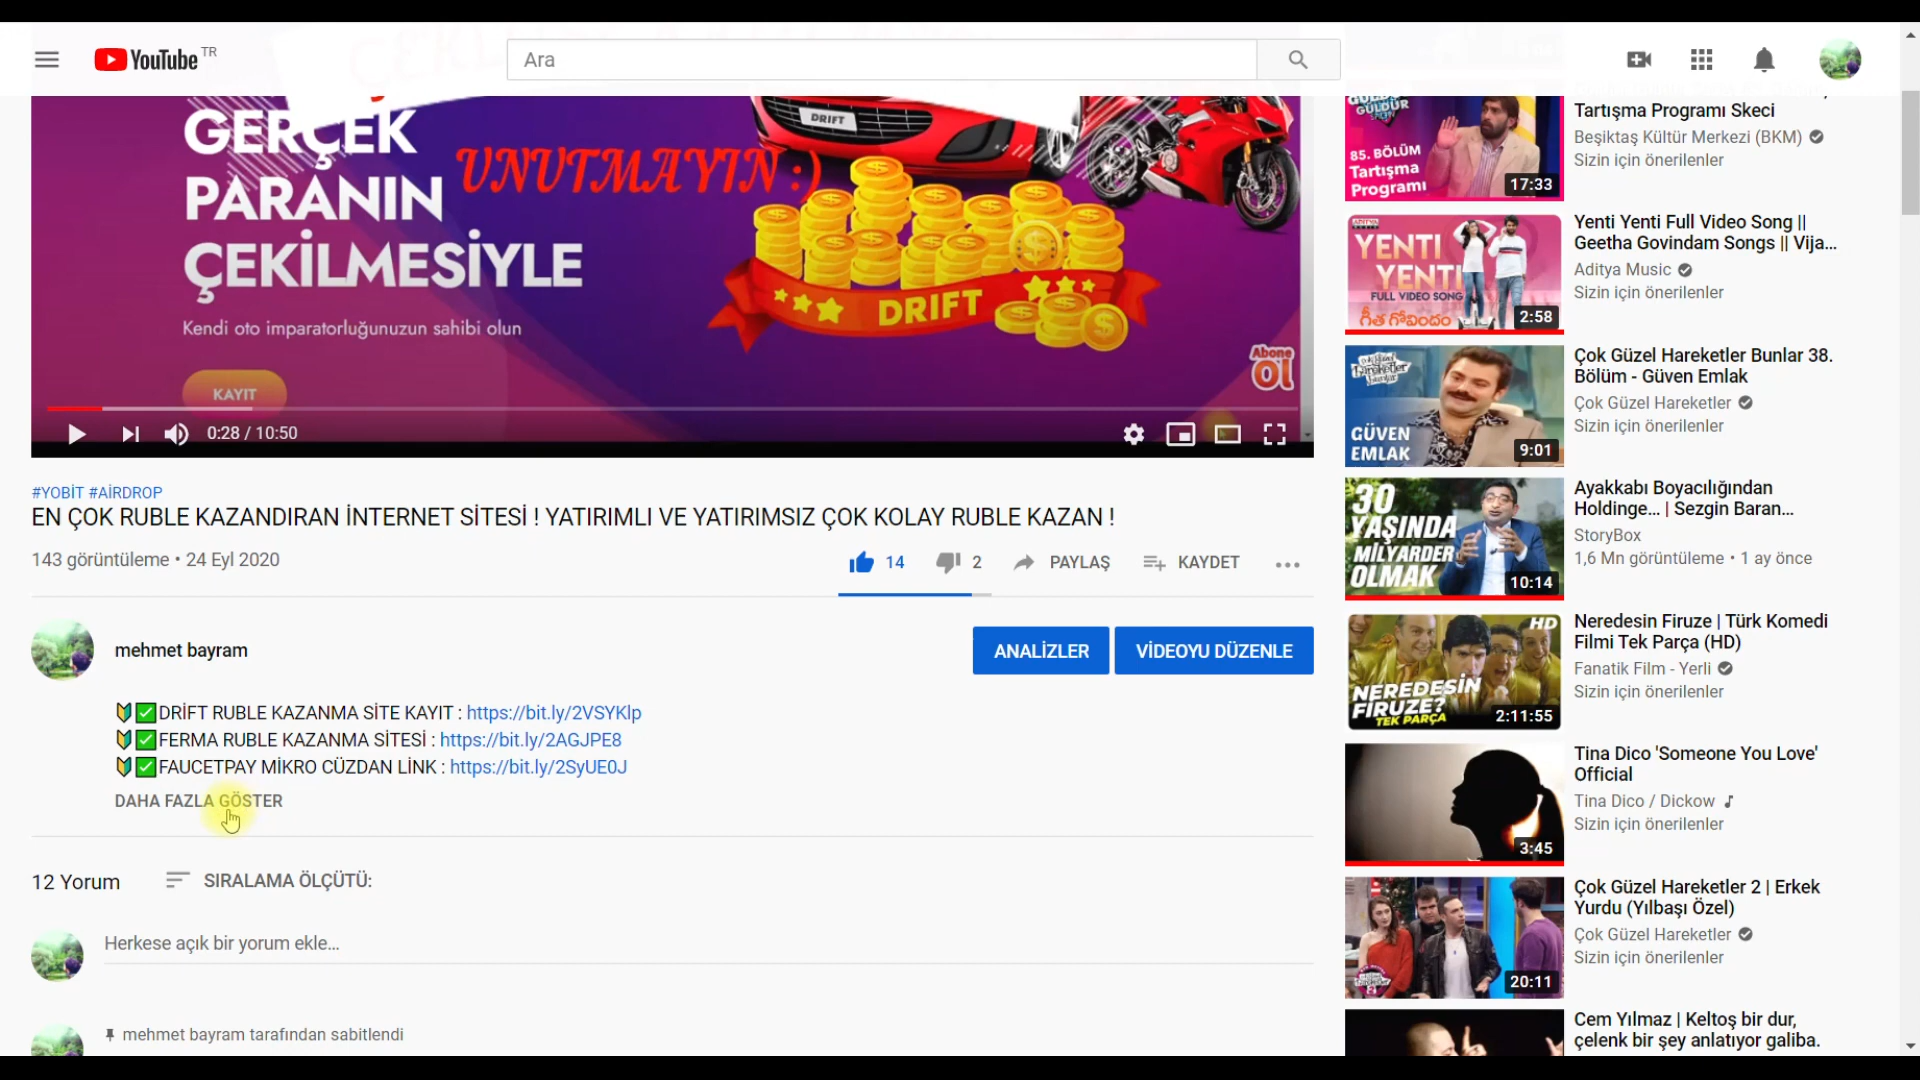 YouTube TR
Ara
DRIFT
GERÇEK
PARANIN
ÇEKİLMESİYLE
UNUTMAYIN :)
DRIFT
Kendi oto imparatorluğunuzun sahibi olun
KAYIT
Abone
Ol
0:28 / 10:50
#YOBİT #AİRDROP
EN ÇOK RUBLE KAZANDIRAN İNTERNET SİTESİ ! YATIRIMLI VE YATIRIMSIZ ÇOK KOLAY RUBLE KAZAN !
143 görüntüleme • 24 Eyl 2020
14
2
PAYLAŞ
KAYDET
mehmet bayram
ANALİZLER
VİDEOYU DÜZENLE
DRİFT RUBLE KAZANMA SİTE KAYIT : https://bit.ly/2VSYKlp
FERMA RUBLE KAZANMA SİTESİ : https://bit.ly/2AGJPE8
FAUCETPAY MİKRO CÜZDAN LİNK : https://bit.ly/2SyUE0J
DAHA FAZLA GÖSTER
12 Yorum
SIRALAMA ÖLÇÜTÜ:
Herkese açık bir yorum ekle...
mehmet bayram tarafından sabitlendi
GÜLDÜR
85. BÖLÜM
Tartışma
Programı
17:33
Tartışma Programı Skeci
Beşiktaş Kültür Merkezi (BKM)
Sizin için önerilenler
YENTI
YENTI
FULL VIDEO SONG
గీత గోవిందం
2:58
Yenti Yenti Full Video Song ||
Geetha Govindam Songs || Vija...
Aditya Music
Sizin için önerilenler
GÜVEN
EMLAK
9:01
Çok Güzel Hareketler Bunlar 38.
Bölüm - Güven Emlak
Çok Güzel Hareketler
Sizin için önerilenler
30
YAŞINDA
MİLYARDER
OLMAK
10:14
Ayakkabı Boyacılığından
Holdinge... | Sezgin Baran...
StoryBox
1,6 Mn görüntüleme • 1 ay önce
HD
NEREDESİN
FİRUZE?
TEK PARÇA
2:11:55
Neredesin Firuze | Türk Komedi
Filmi Tek Parça (HD)
Fanatik Film - Yerli
Sizin için önerilenler
3:45
Tina Dico 'Someone You Love'
Official
Tina Dico / Dickow
Sizin için önerilenler
20:11
Çok Güzel Hareketler 2 | Erkek
Yurdu (Yılbaşı Özel)
Çok Güzel Hareketler
Sizin için önerilenler
Cem Yılmaz | Keltoş bir dur,
çelenk bir şey anlatıyor galiba.